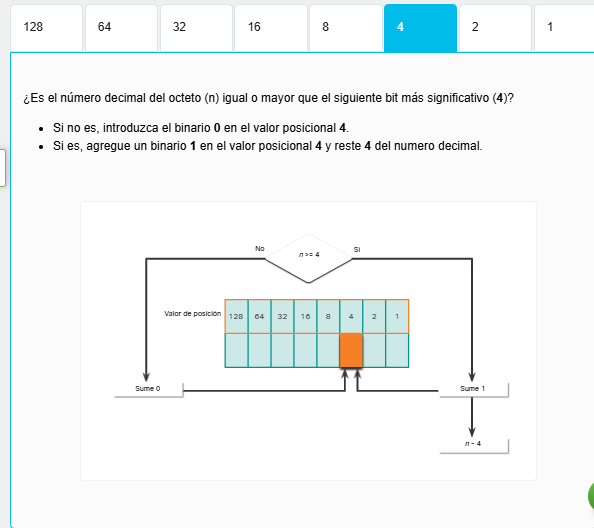 128 64 32 16 8 4 2 1
¿Es el número decimal del octeto (n) igual o mayor que el siguiente bit más significativo (4)?
Si no es, introduzca el binario 0 en el valor posicional 4.
Si es, agregue un binario 1 en el valor posicional 4 y reste 4 del numero decimal.
No
n >= 4
Sí
Valor de posición 128 64 32 16 8 4 2 1
Sume 0
Sume 1
n - 4